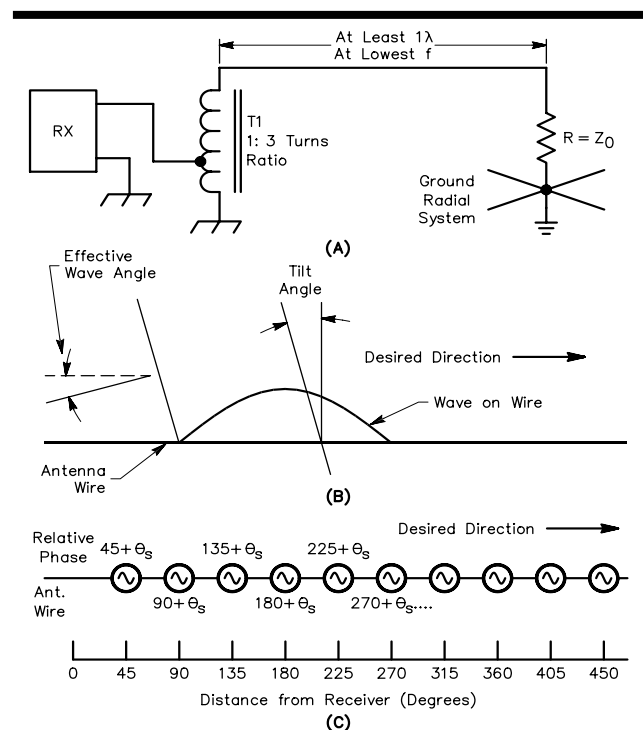 At Least 1λ
At Lowest f
RX
T1
1: 3 Turns
Ratio
R = Z0
Ground
Radial
System
(A)
Effective
Wave Angle
Tilt
Angle
Desired Direction
Wave on Wire
Antenna
Wire
(B)
Relative
Phase
45+ θs
135+ θs
225+ θs
Desired Direction
Ant.
Wire
90+ θs
180+ θs
270+ θs....
0 45 90 135 180 225 270 315 360 405 450
Distance from Receiver (Degrees)
(C)